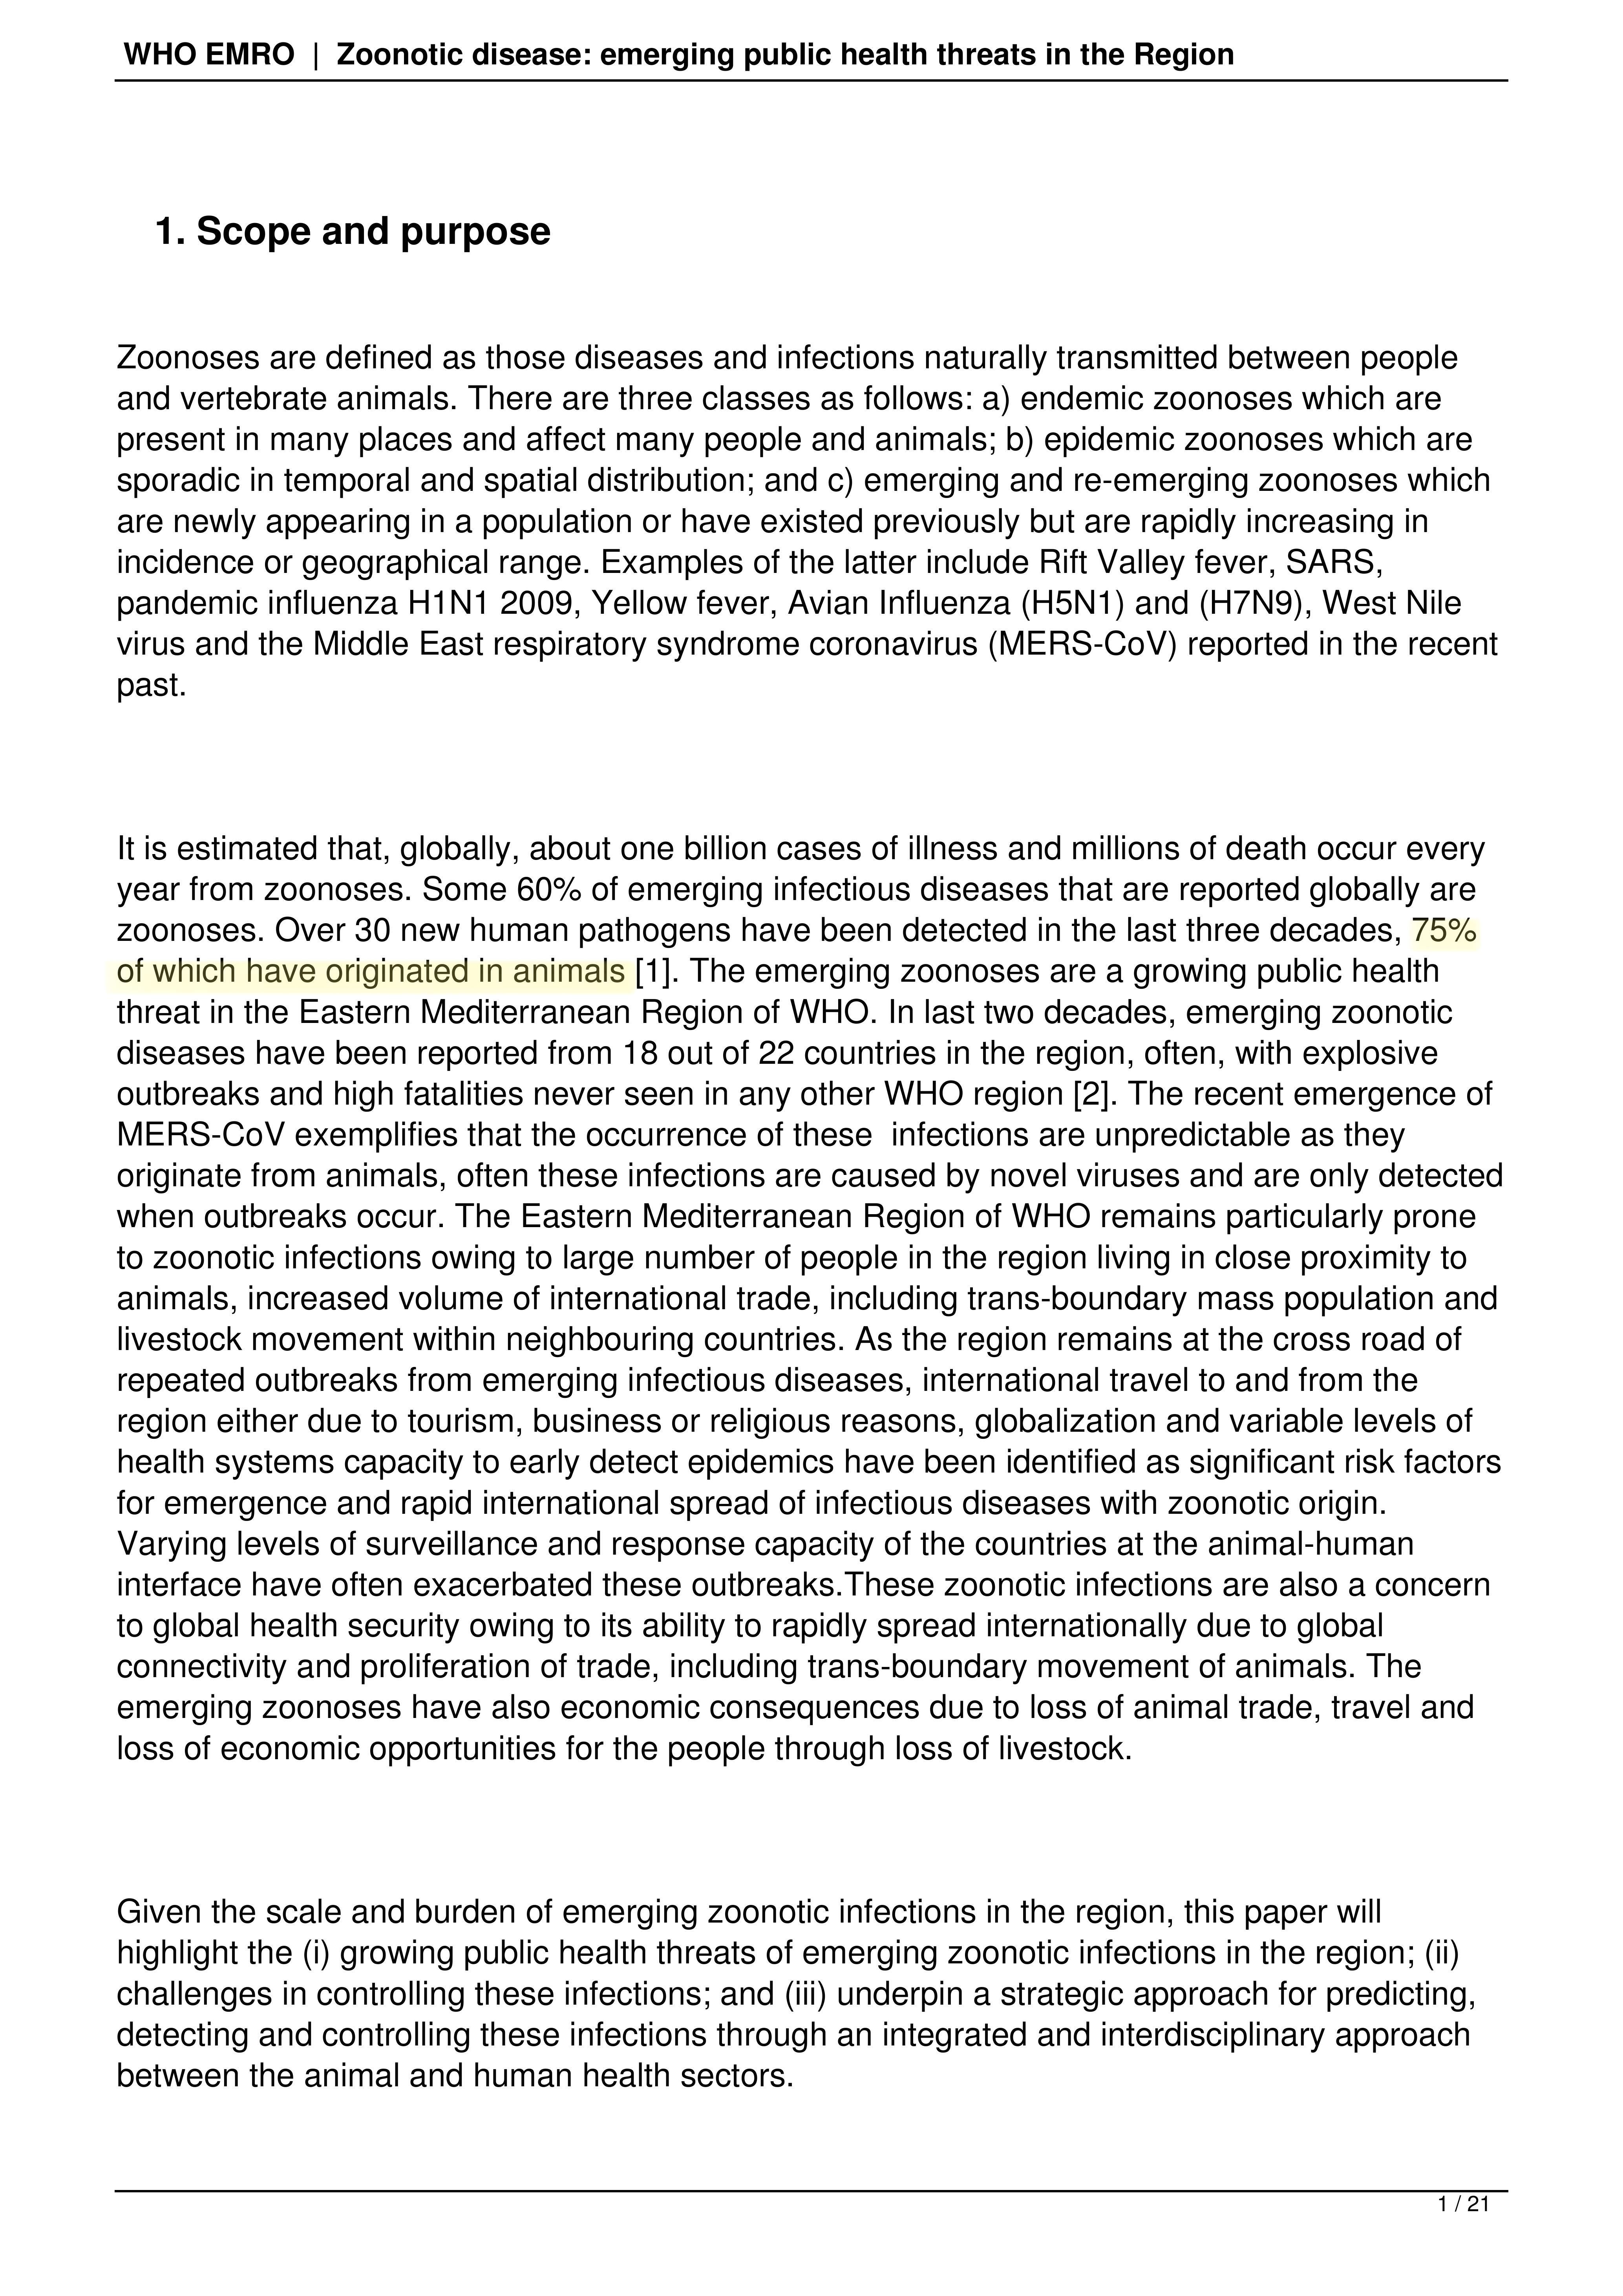 WHO EMRO | Zoonotic disease: emerging public health threats in the Region
1. Scope and purpose
Zoonoses are defined as those diseases and infections naturally transmitted between people
and vertebrate animals. There are three classes as follows: a) endemic zoonoses which are
present in many places and affect many people and animals; b) epidemic zoonoses which are
sporadic in temporal and spatial distribution; and c) emerging and re-emerging zoonoses which
are newly appearing in a population or have existed previously but are rapidly increasing in
incidence or geographical range. Examples of the latter include Rift Valley fever, SARS,
pandemic influenza H1N1 2009, Yellow fever, Avian Influenza (H5N1) and (H7N9), West Nile
virus and the Middle East respiratory syndrome coronavirus (MERS-CoV) reported in the recent
past.
It is estimated that, globally, about one billion cases of illness and millions of death occur every
year from zoonoses. Some 60% of emerging infectious diseases that are reported globally are
zoonoses. Over 30 new human pathogens have been detected in the last three decades, 75%
of which have originated in animals [1]. The emerging zoonoses are a growing public health
threat in the Eastern Mediterranean Region of WHO. In last two decades, emerging zoonotic
diseases have been reported from 18 out of 22 countries in the region, often, with explosive
outbreaks and high fatalities never seen in any other WHO region [2]. The recent emergence of
MERS-CoV exemplifies that the occurrence of these  infections are unpredictable as they
originate from animals, often these infections are caused by novel viruses and are only detected
when outbreaks occur. The Eastern Mediterranean Region of WHO remains particularly prone
to zoonotic infections owing to large number of people in the region living in close proximity to
animals, increased volume of international trade, including trans-boundary mass population and
livestock movement within neighbouring countries. As the region remains at the cross road of
repeated outbreaks from emerging infectious diseases, international travel to and from the
region either due to tourism, business or religious reasons, globalization and variable levels of
health systems capacity to early detect epidemics have been identified as significant risk factors
for emergence and rapid international spread of infectious diseases with zoonotic origin.
Varying levels of surveillance and response capacity of the countries at the animal-human
interface have often exacerbated these outbreaks.These zoonotic infections are also a concern
to global health security owing to its ability to rapidly spread internationally due to global
connectivity and proliferation of trade, including trans-boundary movement of animals. The
emerging zoonoses have also economic consequences due to loss of animal trade, travel and
loss of economic opportunities for the people through loss of livestock.
Given the scale and burden of emerging zoonotic infections in the region, this paper will
highlight the (i) growing public health threats of emerging zoonotic infections in the region; (ii)
challenges in controlling these infections; and (iii) underpin a strategic approach for predicting,
detecting and controlling these infections through an integrated and interdisciplinary approach
between the animal and human health sectors.
1 / 21